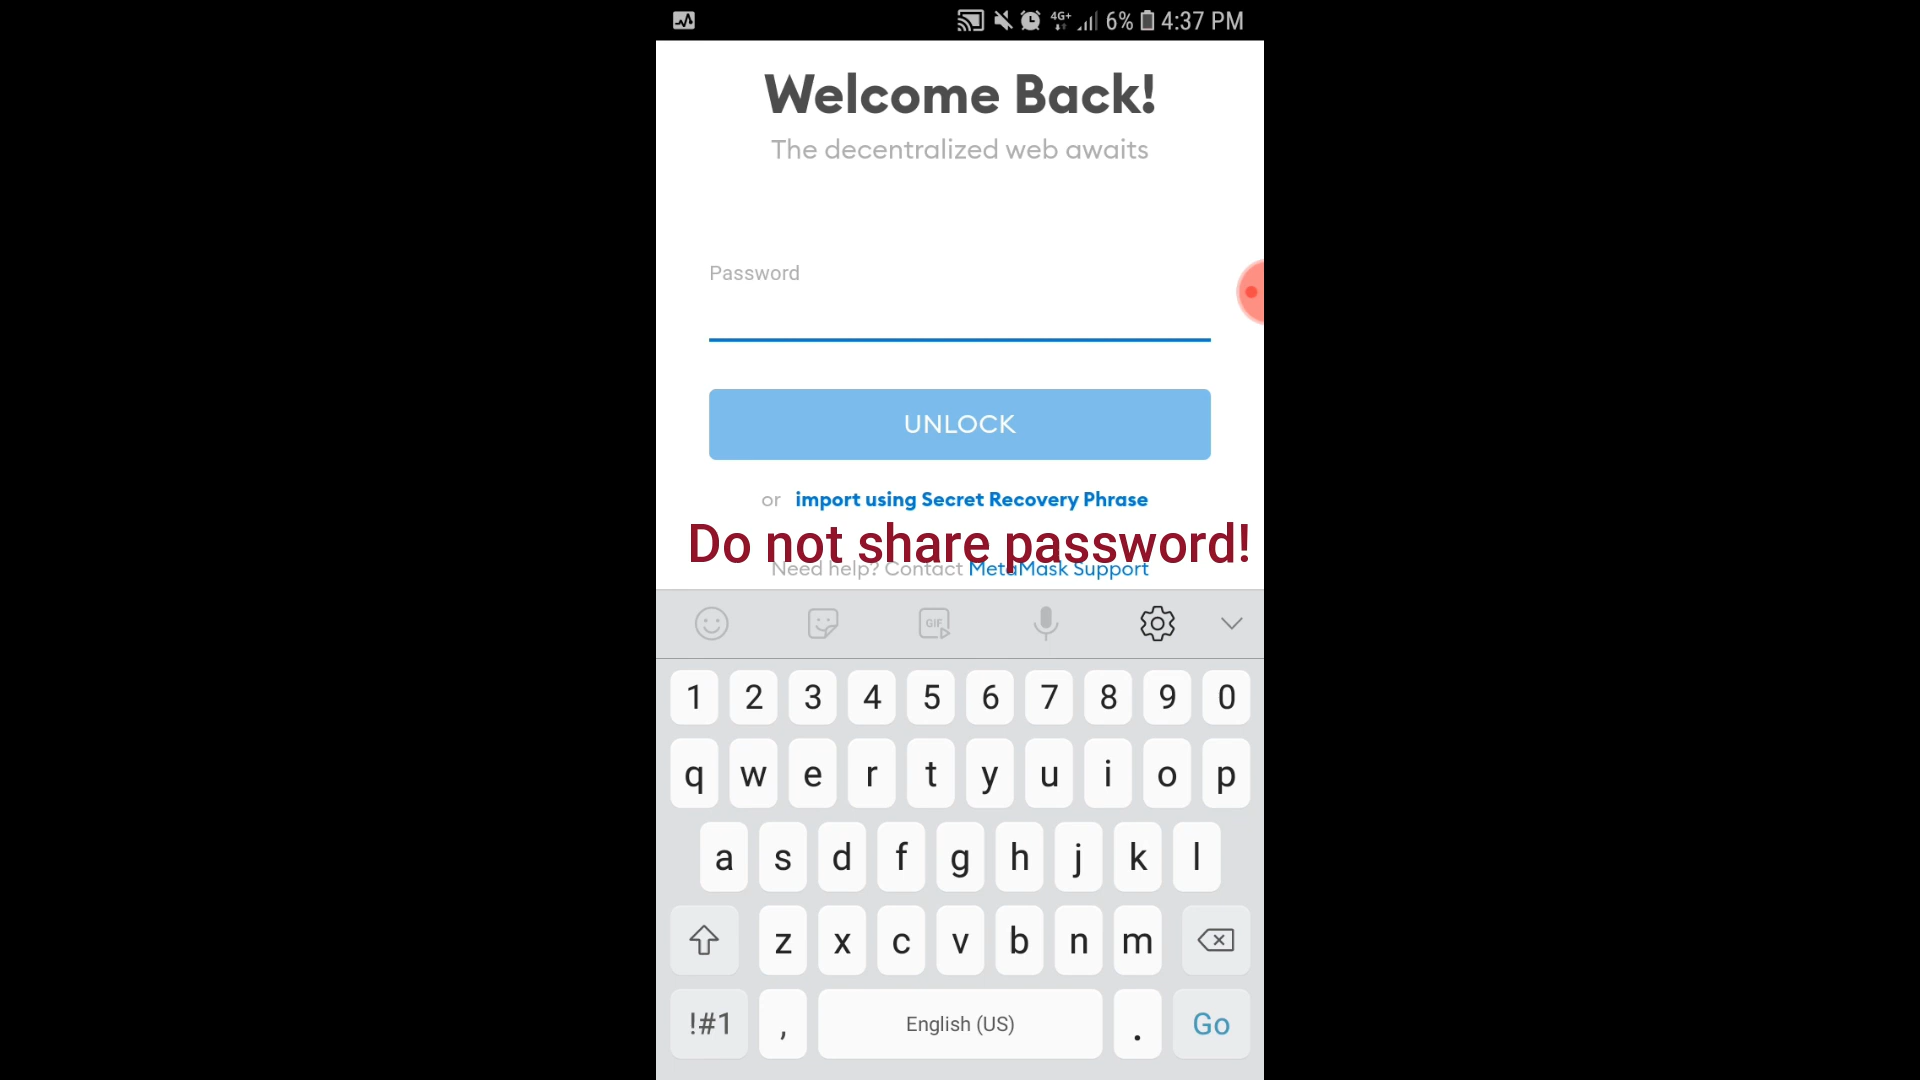 4G+ 6% 4:37 PM
Welcome Back!
The decentralized web awaits
Password
UNLOCK
or import using Secret Recovery Phrase
Do not share password!
Need help? Contact MetaMask Support
GIF
1 2 3 4 5 6 7 8 9 0
q w e r t y u i o p
a s d f g h j k l
z x c v b n m
!#1 , English (US) . Go